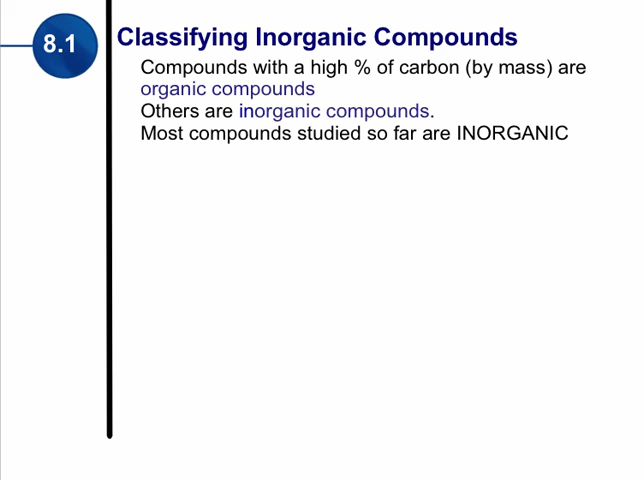 8.1
Classifying Inorganic Compounds
Compounds with a high % of carbon (by mass) are
organic compounds
Others are inorganic compounds.
Most compounds studied so far are INORGANIC